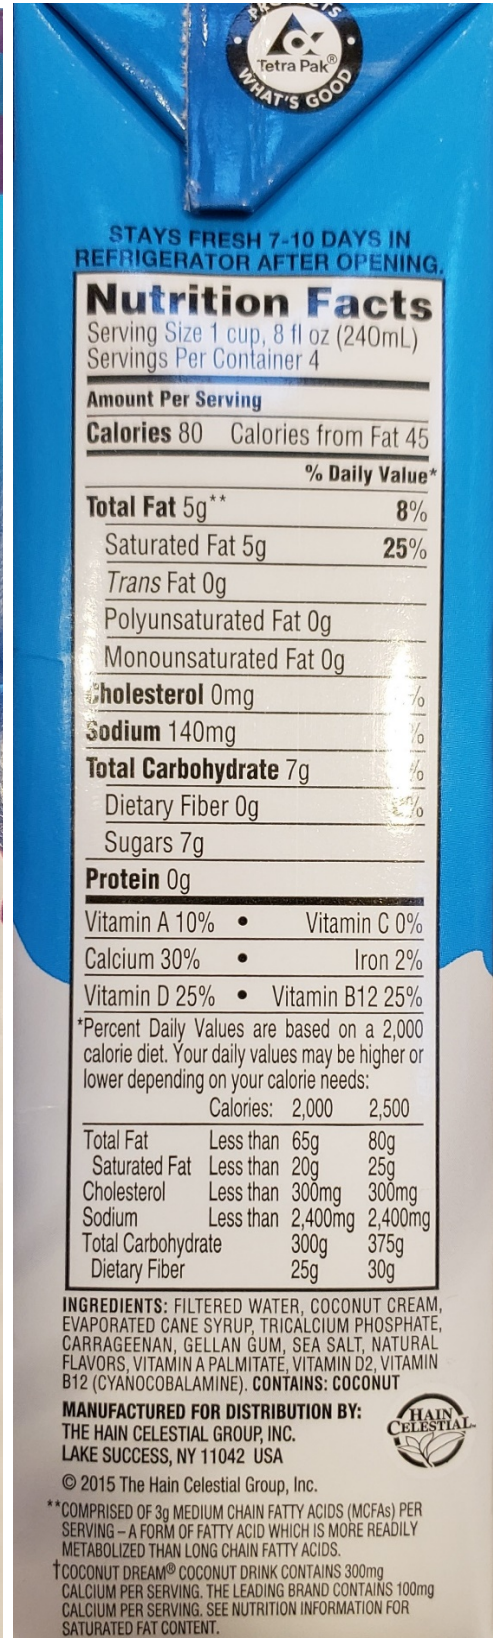 Tetra Pak®
WHAT'S GOOD
STAYS FRESH 7-10 DAYS IN
REFRIGERATOR AFTER OPENING.
Nutrition Facts
Serving Size 1 cup, 8 fl oz (240mL)
Servings Per Container 4
Amount Per Serving
Calories 80 Calories from Fat 45
% Daily Value*
Total Fat 5g** 8%
Saturated Fat 5g 25%
Trans Fat 0g
Polyunsaturated Fat 0g
Monounsaturated Fat 0g
Cholesterol 0mg %
Sodium 140mg %
Total Carbohydrate 7g %
Dietary Fiber 0g %
Sugars 7g
Protein 0g
Vitamin A 10% • Vitamin C 0%
Calcium 30% • Iron 2%
Vitamin D 25% • Vitamin B12 25%
*Percent Daily Values are based on a 2,000
calorie diet. Your daily values may be higher or
lower depending on your calorie needs:
Calories: 2,000 2,500
Total Fat Less than 65g 80g
Saturated Fat Less than 20g 25g
Cholesterol Less than 300mg 300mg
Sodium Less than 2,400mg 2,400mg
Total Carbohydrate 300g 375g
Dietary Fiber 25g 30g
INGREDIENTS: FILTERED WATER, COCONUT CREAM,
EVAPORATED CANE SYRUP, TRICALCIUM PHOSPHATE,
CARRAGEENAN, GELLAN GUM, SEA SALT, NATURAL
FLAVORS, VITAMIN A PALMITATE, VITAMIN D2, VITAMIN
B12 (CYANOCOBALAMINE). CONTAINS: COCONUT
MANUFACTURED FOR DISTRIBUTION BY:
THE HAIN CELESTIAL GROUP, INC.
LAKE SUCCESS, NY 11042 USA
HAIN
CELESTIAL
© 2015 The Hain Celestial Group, Inc.
**COMPRISED OF 3g MEDIUM CHAIN FATTY ACIDS (MCFAs) PER
SERVING – A FORM OF FATTY ACID WHICH IS MORE READILY
METABOLIZED THAN LONG CHAIN FATTY ACIDS.
†COCONUT DREAM® COCONUT DRINK CONTAINS 300mg
CALCIUM PER SERVING. THE LEADING BRAND CONTAINS 100mg
CALCIUM PER SERVING. SEE NUTRITION INFORMATION FOR
SATURATED FAT CONTENT.